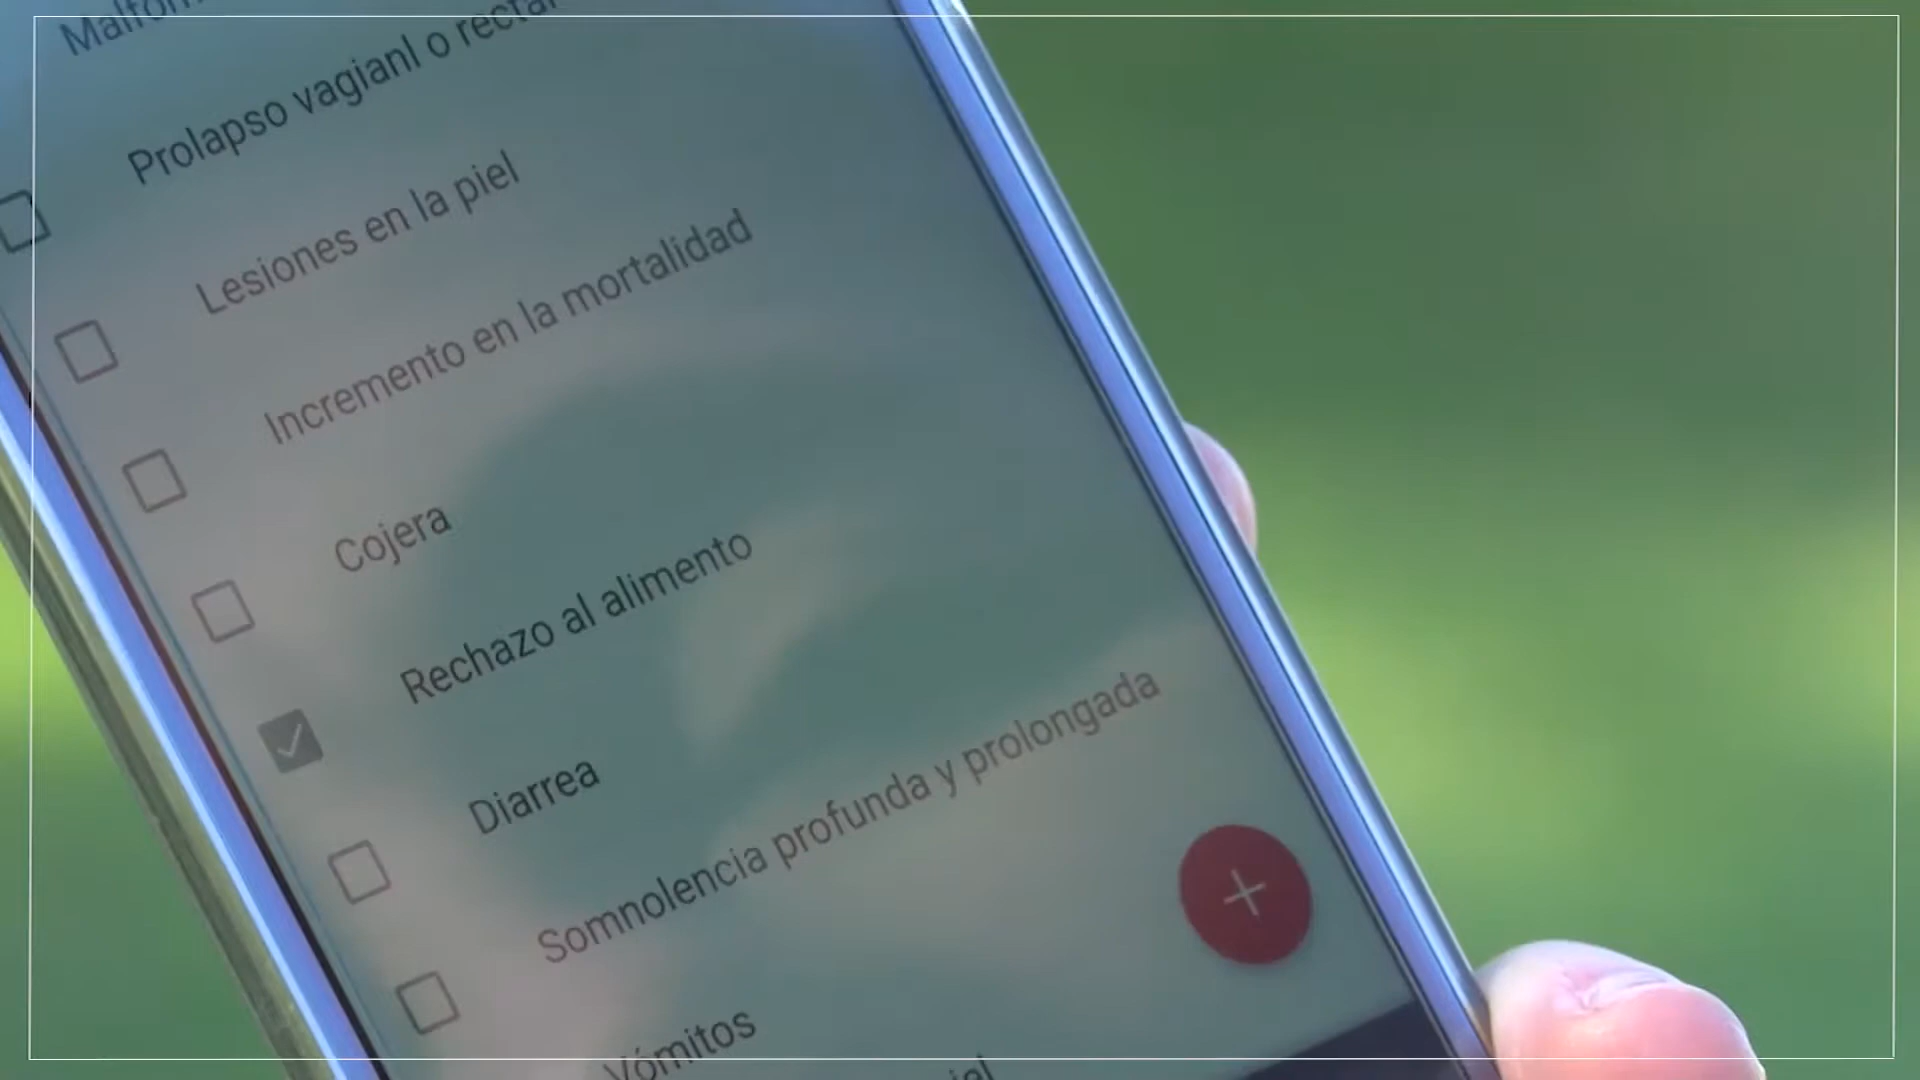 Prolapso vagianl o rectal
Lesiones en la piel
Incremento en la mortalidad
Cojera
Rechazo al alimento
Diarrea
Somnolencia profunda y prolongada
Vómitos